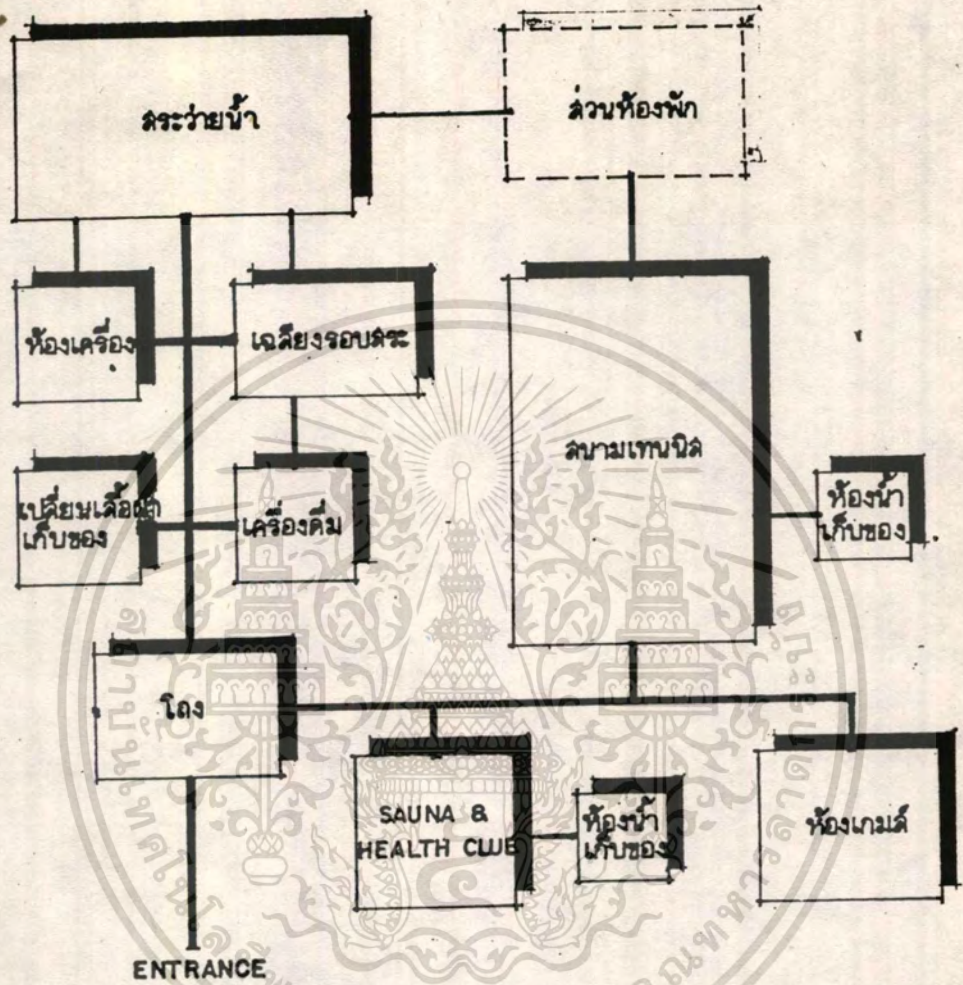 สระว่ายน้ำ
ส่วนห้องพัก
ห้องเครื่อง
เฉลียงรอบสระ
สนามเทนนิส
เปลี่ยนเสื้อผ้า
เก็บของ
เครื่องดื่ม
ห้องน้ำ
เก็บของ
โถง
SAUNA &
HEALTH CLUB
ห้องน้ำ
เก็บของ
ห้องเกมส์
ENTRANCE